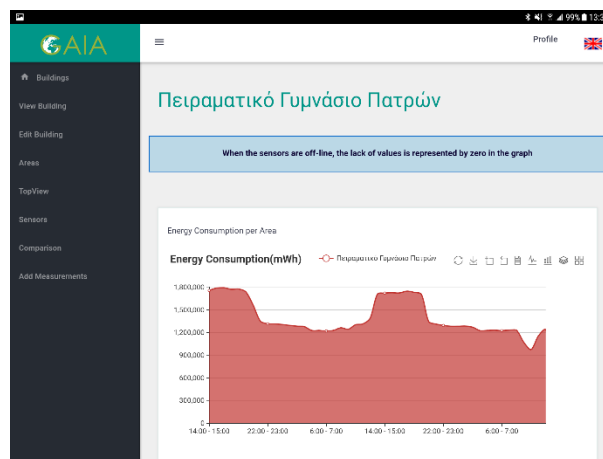 99% 13:3
GAIA
Profile
Buildings
View Building
Edit Building
Areas
TopView
Sensors
Comparison
Add Measurements
Πειραματικό Γυμνάσιο Πατρών
When the sensors are off-line, the lack of values is represented by zero in the graph
Energy Consumption per Area
Energy Consumption(mWh)
Πειραματικο Γυμνάσιο Πατρών
1,800,000
1,500,000
1,200,000
900,000
600,000
300,000
0
14:00 - 15:00 22:00 - 23:00 6:00 - 7:00 14:00 - 15:00 22:00 - 23:00 6:00 - 7:00